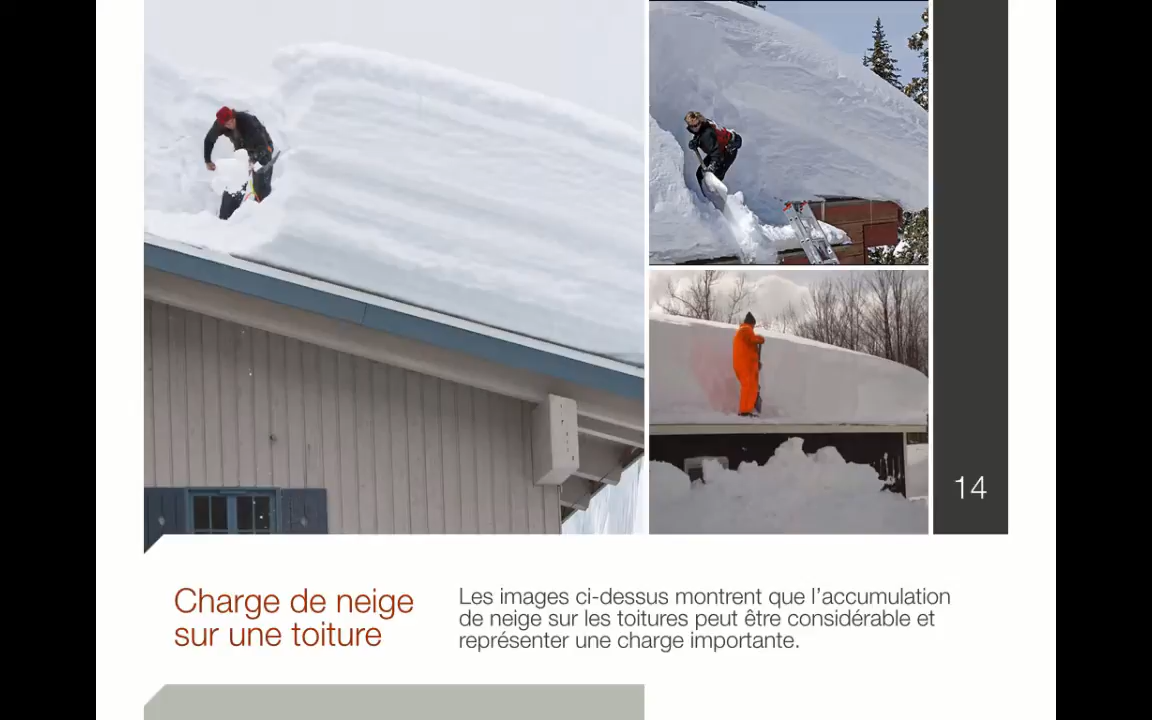 14
Charge de neige
sur une toiture
Les images ci-dessus montrent que l’accumulation
de neige sur les toitures peut être considérable et
représenter une charge importante.